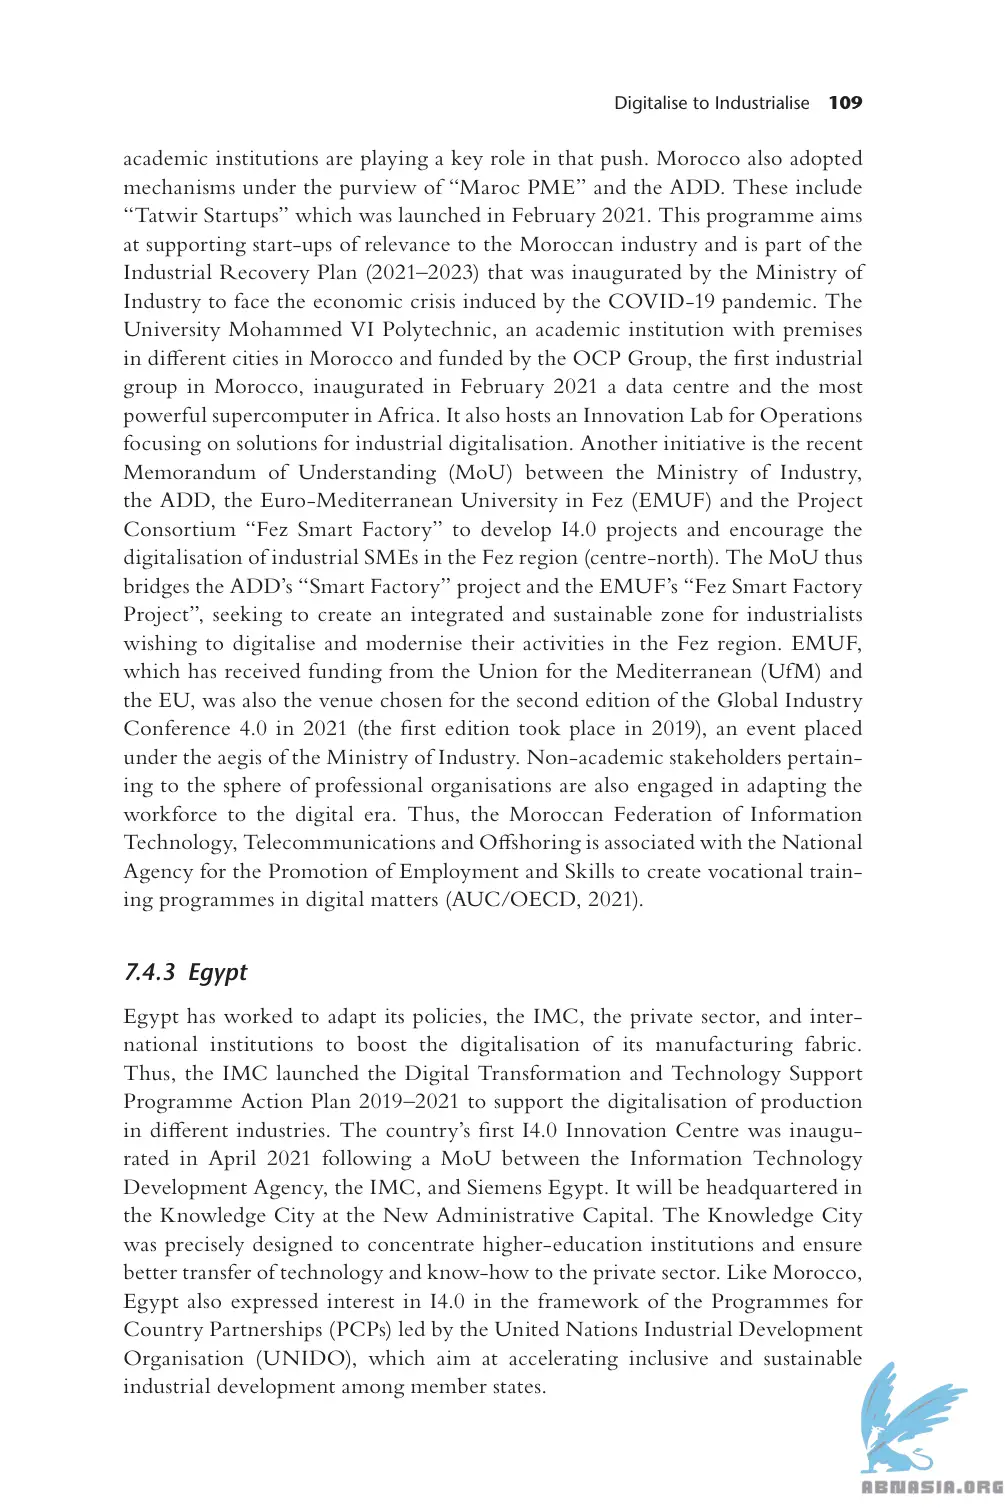 Digitalise to Industrialise 109
academic institutions are playing a key role in that push. Morocco also adopted
mechanisms under the purview of “Maroc PME” and the ADD. These include
“Tatwir Startups” which was launched in February 2021. This programme aims
at supporting start-ups of relevance to the Moroccan industry and is part of the
Industrial Recovery Plan (2021–2023) that was inaugurated by the Ministry of
Industry to face the economic crisis induced by the COVID-19 pandemic. The
University Mohammed VI Polytechnic, an academic institution with premises
in different cities in Morocco and funded by the OCP Group, the first industrial
group in Morocco, inaugurated in February 2021 a data centre and the most
powerful supercomputer in Africa. It also hosts an Innovation Lab for Operations
focusing on solutions for industrial digitalisation. Another initiative is the recent
Memorandum of Understanding (MoU) between the Ministry of Industry,
the ADD, the Euro-Mediterranean University in Fez (EMUF) and the Project
Consortium “Fez Smart Factory” to develop I4.0 projects and encourage the
digitalisation of industrial SMEs in the Fez region (centre-north). The MoU thus
bridges the ADD’s “Smart Factory” project and the EMUF’s “Fez Smart Factory
Project”, seeking to create an integrated and sustainable zone for industrialists
wishing to digitalise and modernise their activities in the Fez region. EMUF,
which has received funding from the Union for the Mediterranean (UfM) and
the EU, was also the venue chosen for the second edition of the Global Industry
Conference 4.0 in 2021 (the first edition took place in 2019), an event placed
under the aegis of the Ministry of Industry. Non-academic stakeholders pertain-
ing to the sphere of professional organisations are also engaged in adapting the
workforce to the digital era. Thus, the Moroccan Federation of Information
Technology, Telecommunications and Offshoring is associated with the National
Agency for the Promotion of Employment and Skills to create vocational train-
ing programmes in digital matters (AUC/OECD, 2021).
7.4.3 Egypt
Egypt has worked to adapt its policies, the IMC, the private sector, and inter-
national institutions to boost the digitalisation of its manufacturing fabric.
Thus, the IMC launched the Digital Transformation and Technology Support
Programme Action Plan 2019–2021 to support the digitalisation of production
in different industries. The country’s first I4.0 Innovation Centre was inaugu-
rated in April 2021 following a MoU between the Information Technology
Development Agency, the IMC, and Siemens Egypt. It will be headquartered in
the Knowledge City at the New Administrative Capital. The Knowledge City
was precisely designed to concentrate higher-education institutions and ensure
better transfer of technology and know-how to the private sector. Like Morocco,
Egypt also expressed interest in I4.0 in the framework of the Programmes for
Country Partnerships (PCPs) led by the United Nations Industrial Development
Organisation (UNIDO), which aim at accelerating inclusive and sustainable
industrial development among member states.
ABNASIA.ORG